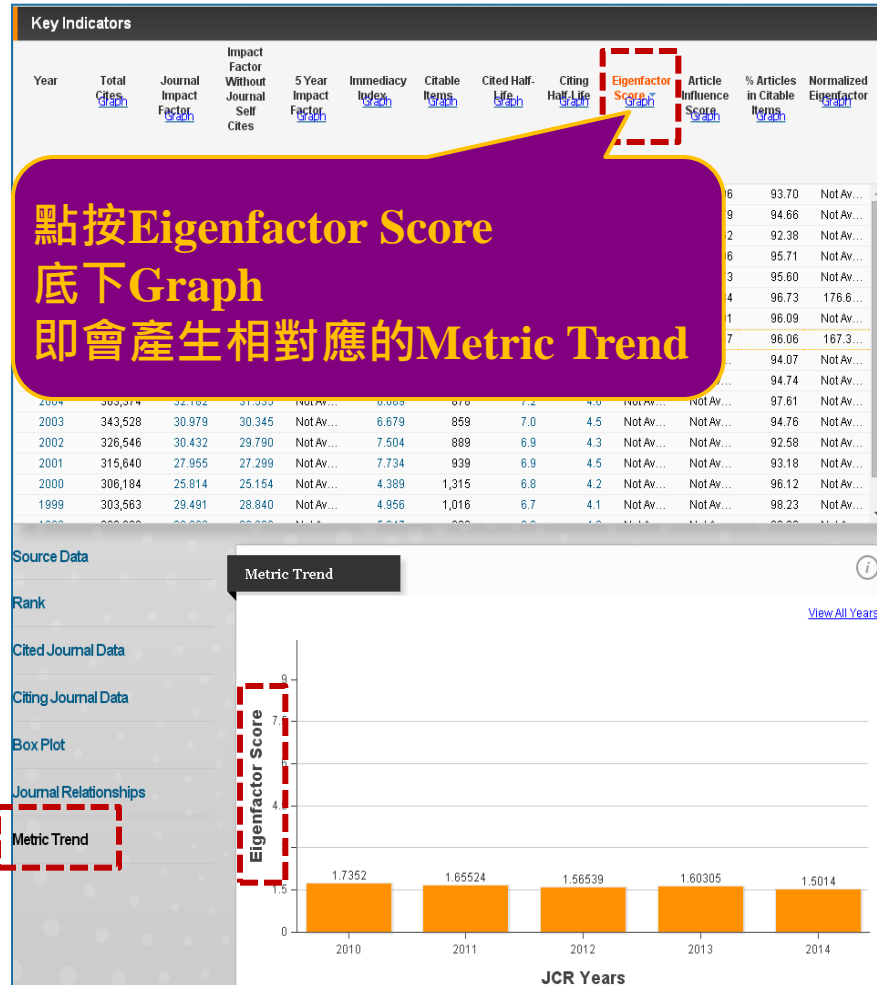 Key Indicators
Year Total Cites Graph Journal Impact Factor Graph Impact Factor Without Journal Self Cites 5 Year Impact Factor Graph Immediacy Index Graph Citable Items Graph Cited Half-Life Graph Citing Half-Life Graph Eigenfactor Score Graph Article Influence Score Graph % Articles in Citable Items Graph Normalized Eigenfactor Graph
點按Eigenfactor Score
底下Graph
即會產生相對應的Metric Trend
93.70 Not Av...
94.66 Not Av...
92.38 Not Av...
95.71 Not Av...
95.60 Not Av...
96.73 176.6...
96.09 Not Av...
96.06 167.3...
94.07 Not Av...
94.74 Not Av...
97.61 Not Av...
2003 343,528 30.979 30.345 Not Av... 6.679 859 7.0 4.5 Not Av... Not Av... 94.76 Not Av...
2002 326,546 30.432 29.790 Not Av... 7.504 889 6.9 4.3 Not Av... Not Av... 92.58 Not Av...
2001 315,640 27.955 27.299 Not Av... 7.734 939 6.9 4.5 Not Av... Not Av... 93.18 Not Av...
2000 306,184 25.814 25.154 Not Av... 4.389 1,315 6.8 4.2 Not Av... Not Av... 96.12 Not Av...
1999 303,563 29.491 28.840 Not Av... 4.956 1,016 6.7 4.1 Not Av... Not Av... 98.23 Not Av...
Source Data
Rank
Cited Journal Data
Citing Journal Data
Box Plot
Journal Relationships
Metric Trend
Metric Trend
i
View All Years
Eigenfactor Score
9
7.5
6
4.5
3
1.5
0
1.7352 1.65524 1.56539 1.60305 1.5014
2010 2011 2012 2013 2014
JCR Years